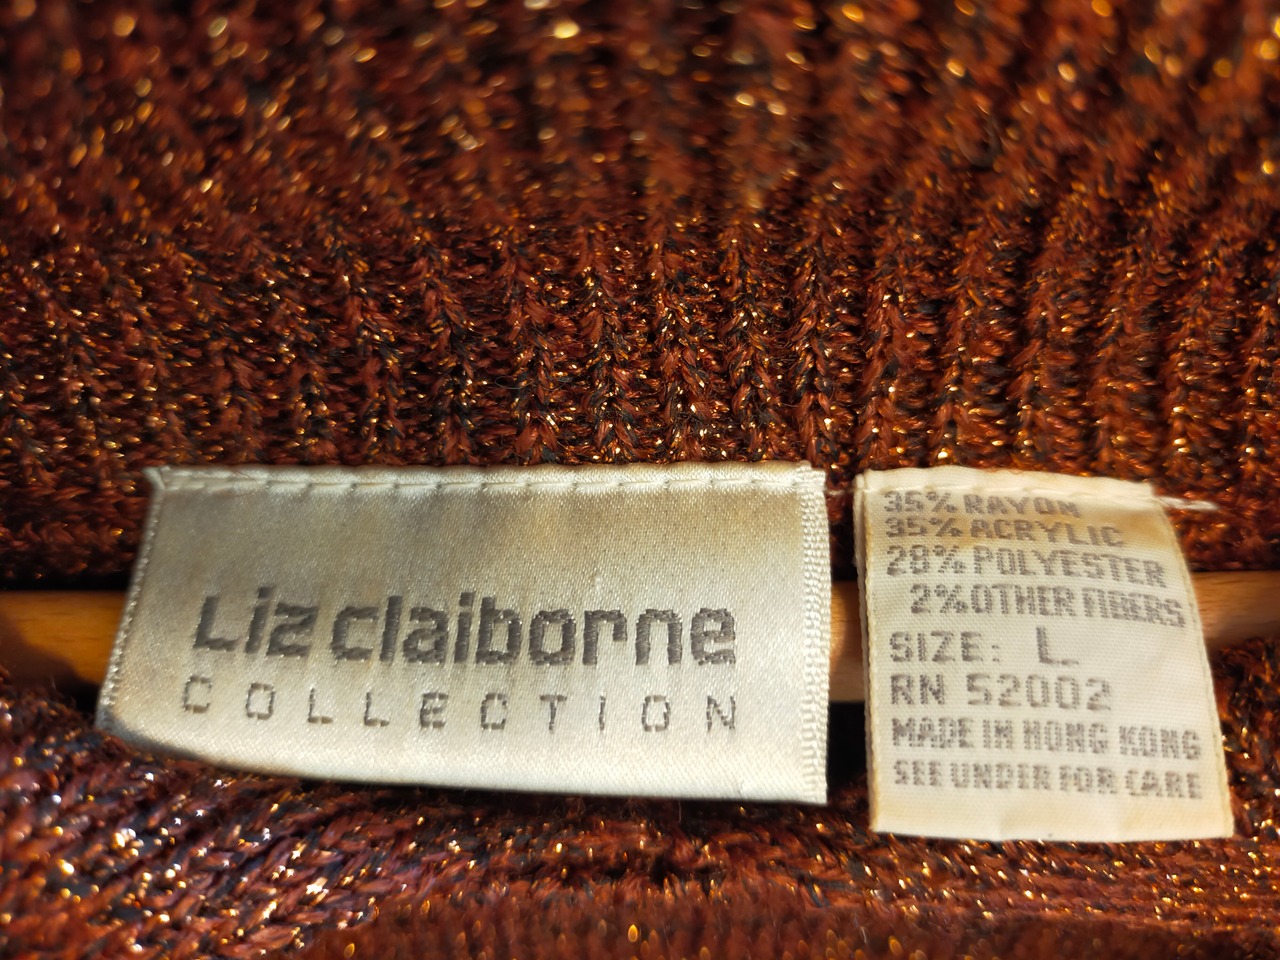 Liz claiborne
COLLECTION
35% RAYON
35% ACRYLIC
28% POLYESTER
2% OTHER FIBERS
SIZE: L
RN 52002
MADE IN HONG KONG
SEE UNDER FOR CARE